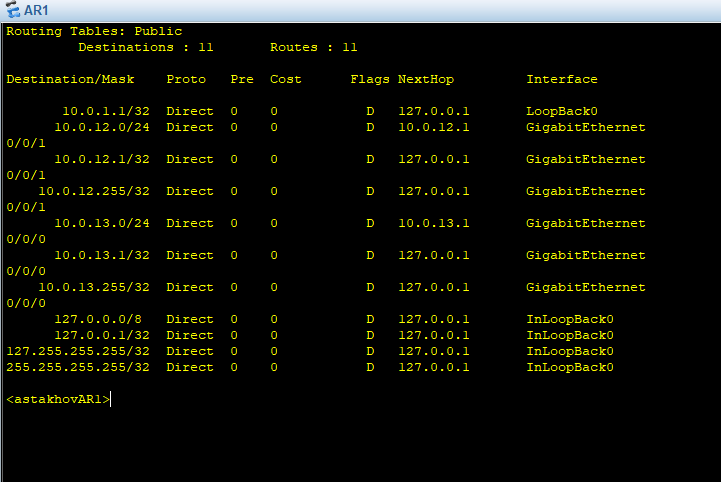 AR1
Routing Tables: Public
         Destinations : 11       Routes : 11

Destination/Mask    Proto   Pre  Cost      Flags NextHop         Interface

       10.0.1.1/32  Direct  0    0           D   127.0.0.1       LoopBack0
      10.0.12.0/24  Direct  0    0           D   10.0.12.1       GigabitEthernet
0/0/1
      10.0.12.1/32  Direct  0    0           D   127.0.0.1       GigabitEthernet
0/0/1
    10.0.12.255/32  Direct  0    0           D   127.0.0.1       GigabitEthernet
0/0/1
      10.0.13.0/24  Direct  0    0           D   10.0.13.1       GigabitEthernet
0/0/0
      10.0.13.1/32  Direct  0    0           D   127.0.0.1       GigabitEthernet
0/0/0
    10.0.13.255/32  Direct  0    0           D   127.0.0.1       GigabitEthernet
0/0/0
      127.0.0.0/8   Direct  0    0           D   127.0.0.1       InLoopBack0
      127.0.0.1/32  Direct  0    0           D   127.0.0.1       InLoopBack0
127.255.255.255/32  Direct  0    0           D   127.0.0.1       InLoopBack0
255.255.255.255/32  Direct  0    0           D   127.0.0.1       InLoopBack0

<astakhovAR1>